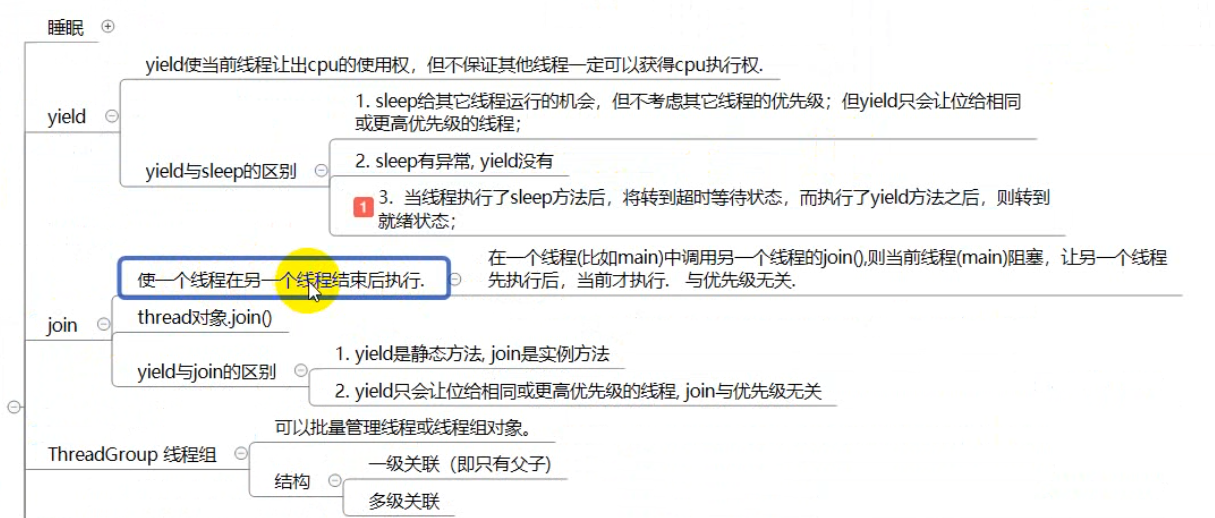 睡眠
yield使当前线程让出cpu的使用权，但不保证其他线程一定可以获得cpu执行权.
yield
1. sleep给其它线程运行的机会，但不考虑其它线程的优先级；但yield只会让位给相同
或更高优先级的线程；
yield与sleep的区别
2. sleep有异常, yield没有
1
3. 当线程执行了sleep方法后，将转到超时等待状态，而执行了yield方法之后，则转到
就绪状态；
使一个线程在另一个线程结束后执行.
在一个线程(比如main)中调用另一个线程的join(),则当前线程(main)阻塞，让另一个线程
先执行后，当前才执行. 与优先级无关.
join
thread对象.join()
yield与join的区别
1. yield是静态方法, join是实例方法
2. yield只会让位给相同或更高优先级的线程, join与优先级无关
ThreadGroup 线程组
可以批量管理线程或线程组对象。
结构
一级关联（即只有父子)
多级关联